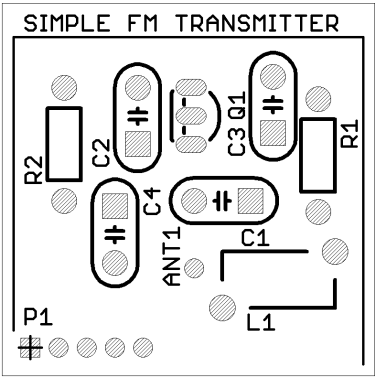 SIMPLE FM TRANSMITTER
C2
Q1
C3
R1
R2
C4
C1
ANT1
L1
P1